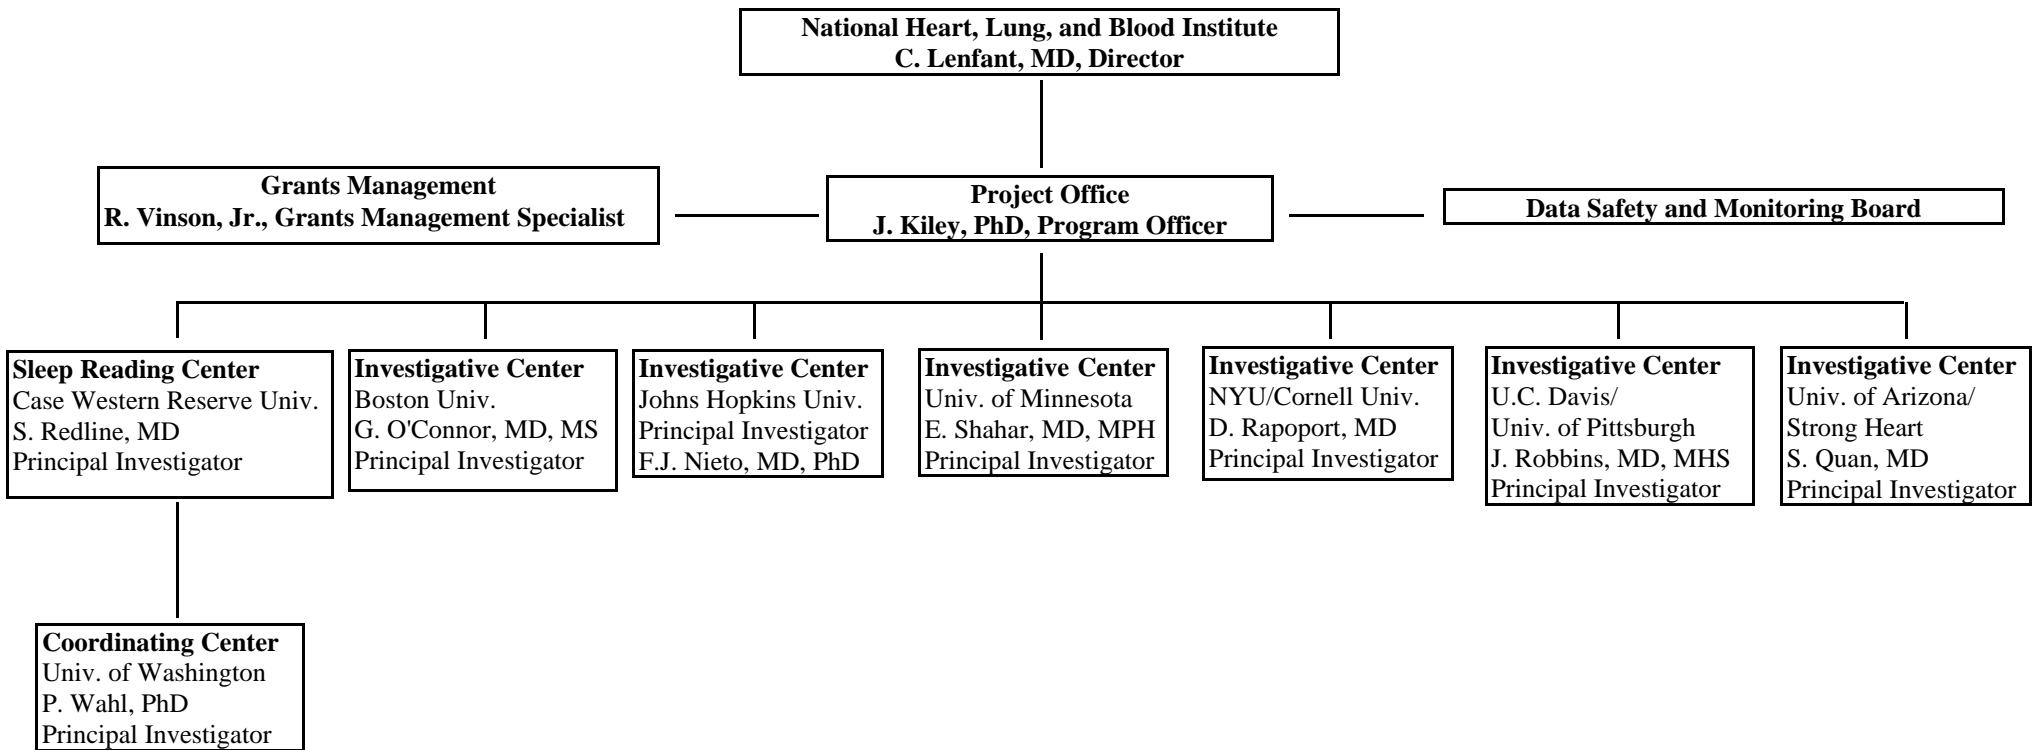 National Heart, Lung, and Blood Institute
C. Lenfant, MD, Director
Grants Management
R. Vinson, Jr., Grants Management Specialist
Project Office
J. Kiley, PhD, Program Officer
Data Safety and Monitoring Board
Sleep Reading Center
Case Western Reserve Univ.
S. Redline, MD
Principal Investigator
Investigative Center
Boston Univ.
G. O'Connor, MD, MS
Principal Investigator
Investigative Center
Johns Hopkins Univ.
Principal Investigator
F.J. Nieto, MD, PhD
Investigative Center
Univ. of Minnesota
E. Shahar, MD, MPH
Principal Investigator
Investigative Center
NYU/Cornell Univ.
D. Rapoport, MD
Principal Investigator
Investigative Center
U.C. Davis/
Univ. of Pittsburgh
J. Robbins, MD, MHS
Principal Investigator
Investigative Center
Univ. of Arizona/
Strong Heart
S. Quan, MD
Principal Investigator
Coordinating Center
Univ. of Washington
P. Wahl, PhD
Principal Investigator